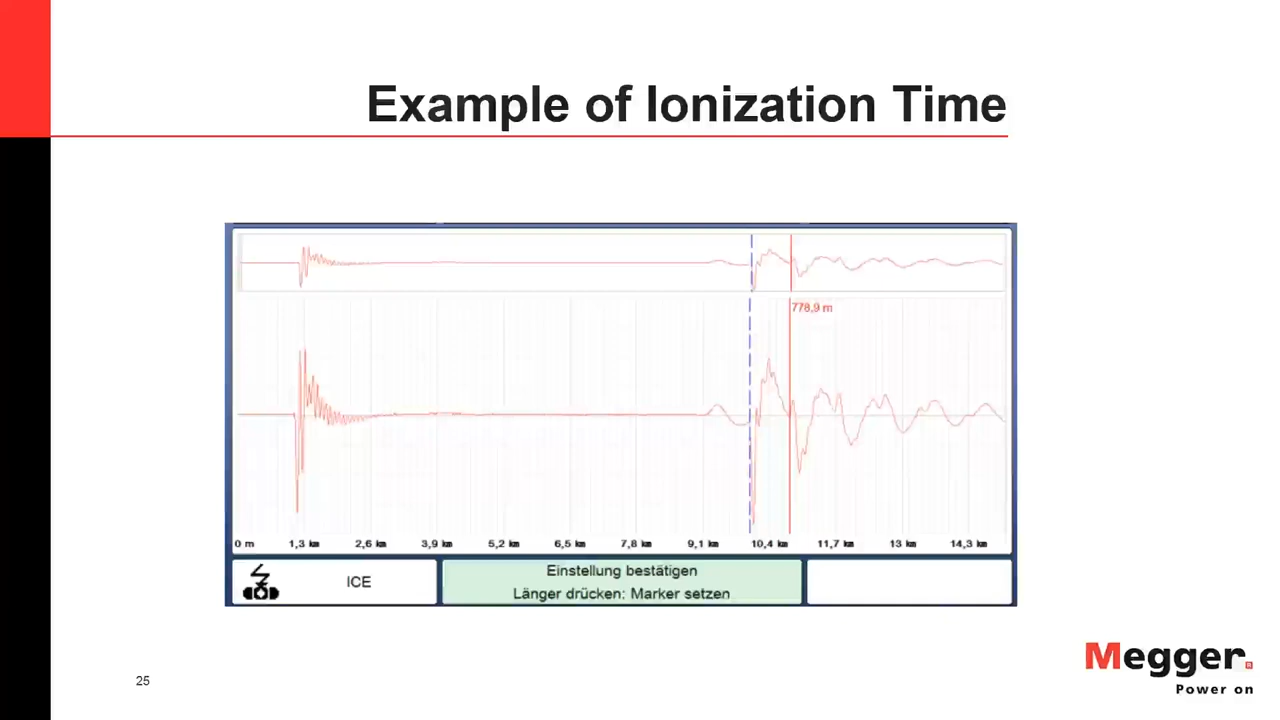 Example of Ionization Time
778,9 m
0 m 1,3 km 2,6 km 3,9 km 5,2 km 6,5 km 7,8 km 9,1 km 10,4 km 11,7 km 13 km 14,3 km
ICE
Einstellung bestätigen
Länger drücken: Marker setzen
Megger
Power on
25